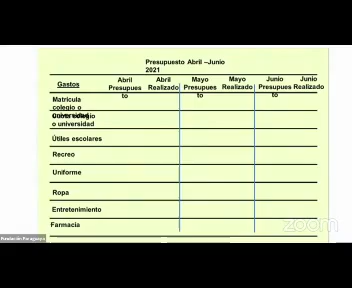 Presupuesto Abril –Junio
2021
Gastos
Abril Presupues to
Abril Realizado
Mayo Presupues to
Mayo Realizado
Junio Presupues to
Junio Realizado
Matrícula
colegio o
universidad
o universidad
Útiles escolares
Recreo
Uniforme
Ropa
Entretenimiento
Farmacia
zoom